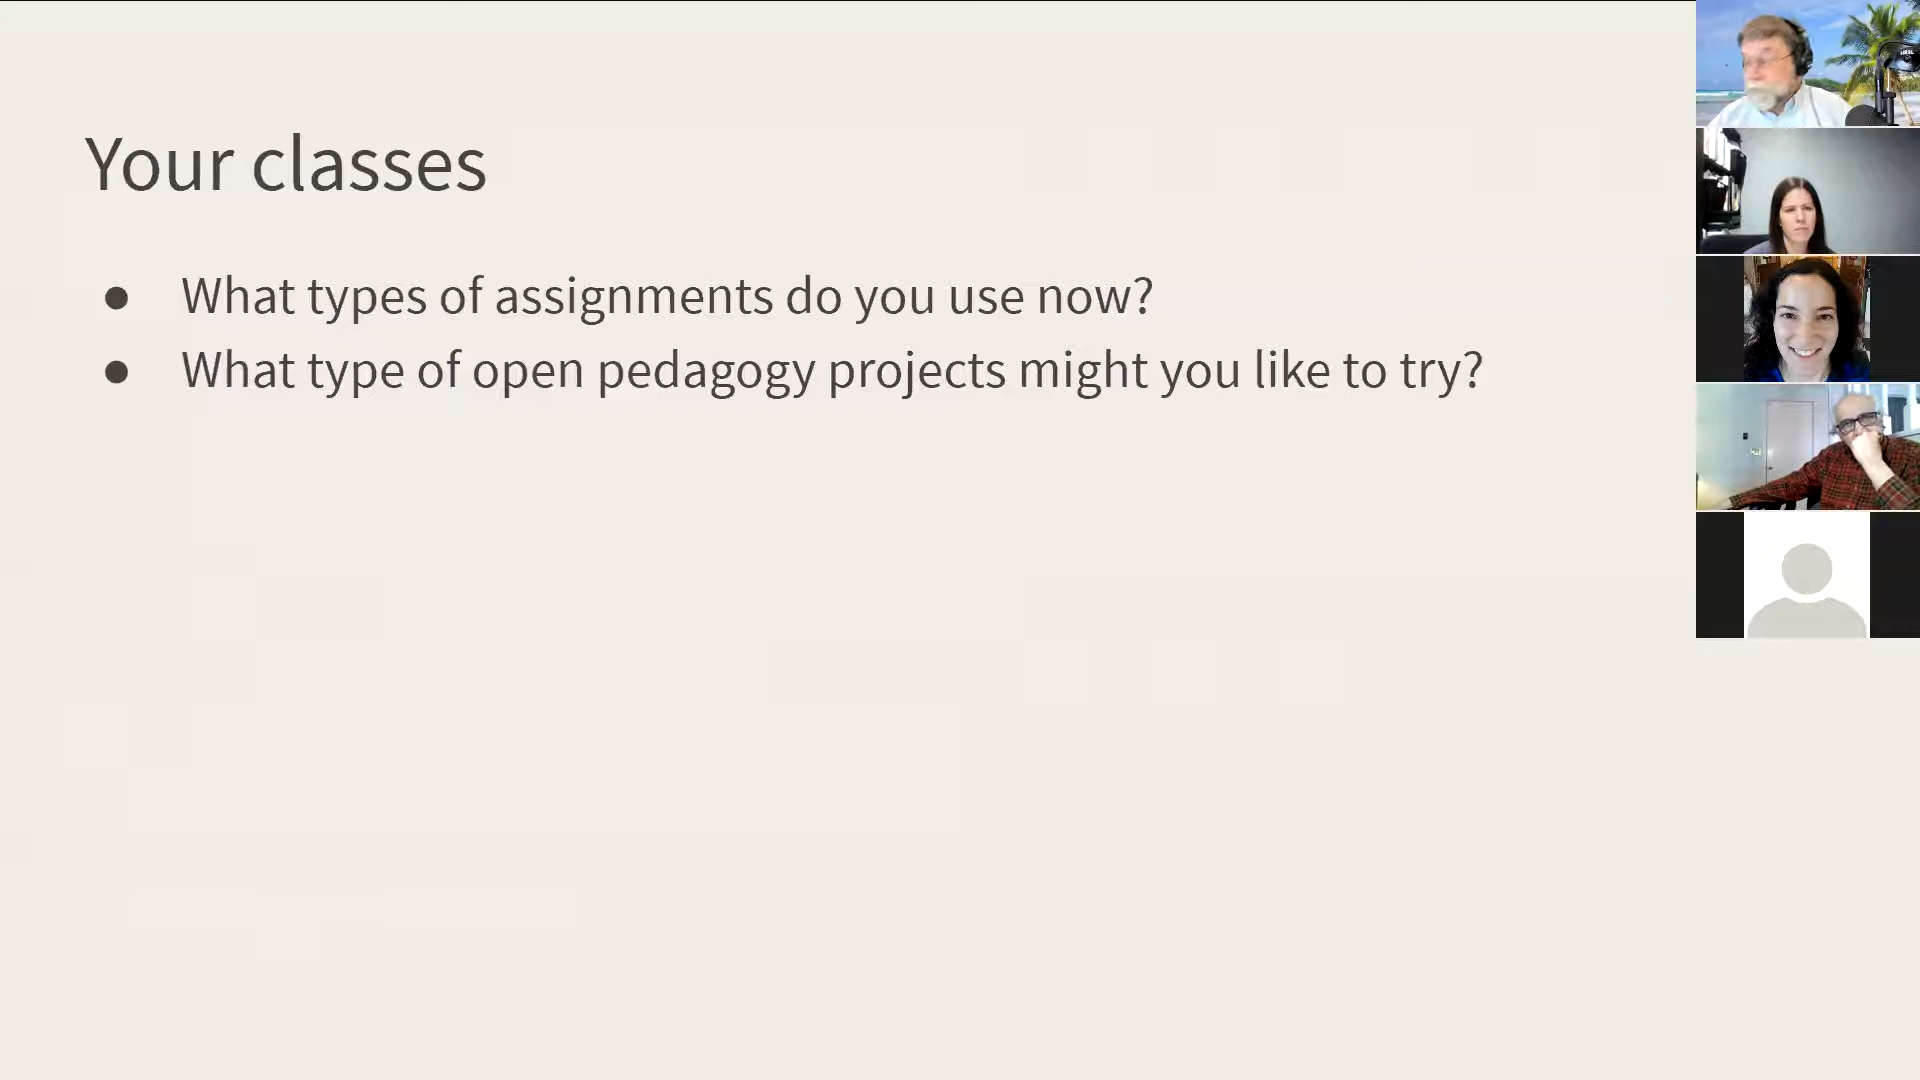 Your classes
● What types of assignments do you use now?
● What type of open pedagogy projects might you like to try?